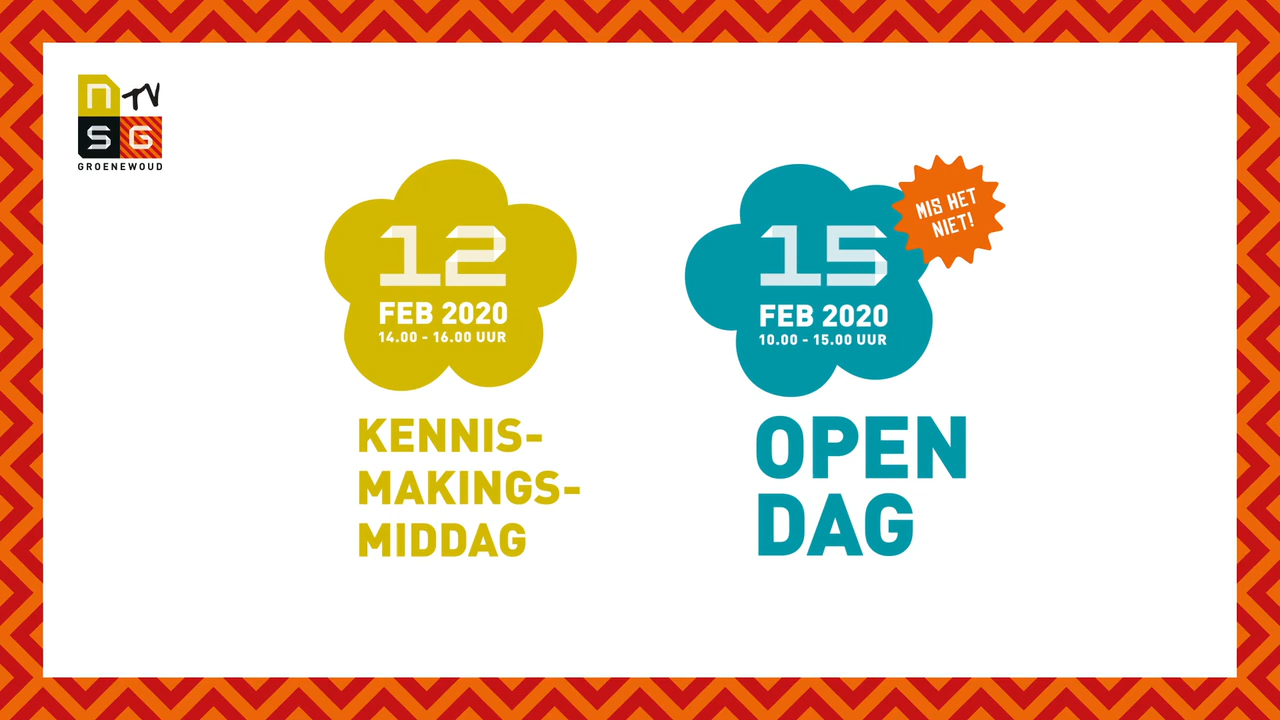 n TV
SG
GROENEWOUD
12
FEB 2020
14.00 - 16.00 UUR
KENNIS-
MAKINGS-
MIDDAG
15
FEB 2020
10.00 - 15.00 UUR
MIS HET
NIET!
OPEN
DAG